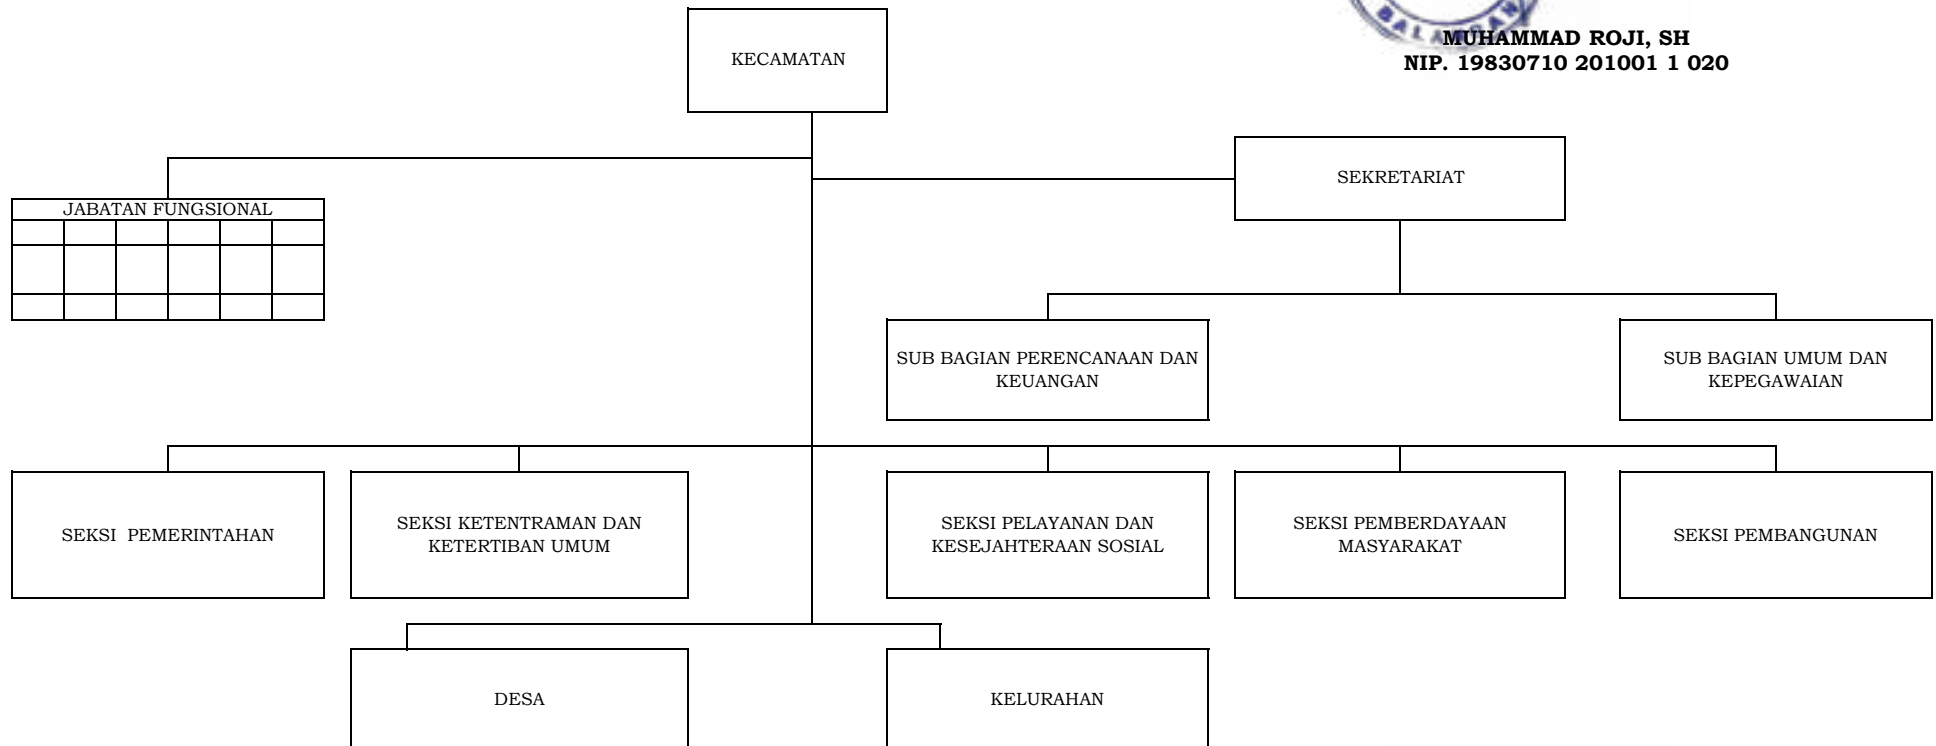 BALANGAN
MUHAMMAD ROJI, SH
NIP. 19830710 201001 1 020
KECAMATAN
SEKRETARIAT
JABATAN FUNGSIONAL
SUB BAGIAN PERENCANAAN DAN
KEUANGAN
SUB BAGIAN UMUM DAN
KEPEGAWAIAN
SEKSI PEMERINTAHAN
SEKSI KETENTRAMAN DAN
KETERTIBAN UMUM
SEKSI PELAYANAN DAN
KESEJAHTERAAN SOSIAL
SEKSI PEMBERDAYAAN
MASYARAKAT
SEKSI PEMBANGUNAN
DESA
KELURAHAN